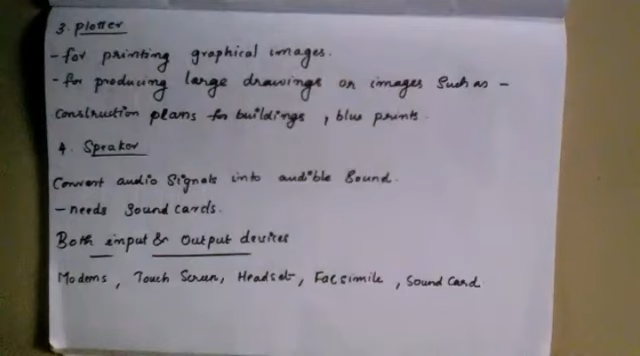 3. plotter
- for printing graphical images.
- for producing large drawings or images such as -
construction plans for buildings, blue prints.
4. Speakor
Convert audio Signals into audible Sound.
- needs Sound cards.
Both input & output devices
Modems, Touch Screen, Headset, Facsimile, Sound Card